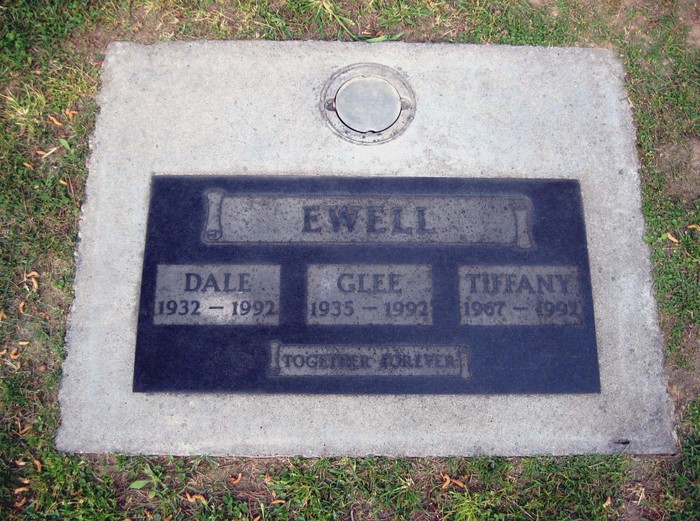 EWELL
DALE GLEE TIFFANY
1932 – 1992 1935 – 1992 1967 – 1992
TOGETHER FOREVER